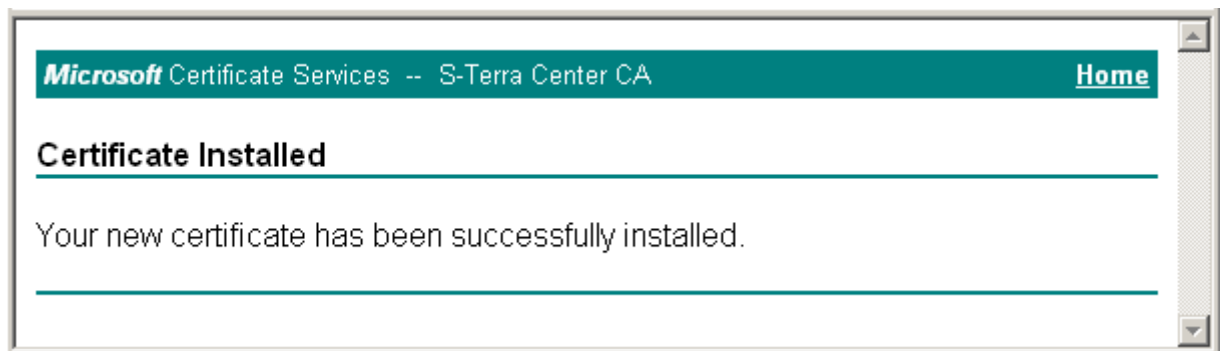 Microsoft Certificate Services -- S-Terra Center CA Home
Certificate Installed
Your new certificate has been successfully installed.